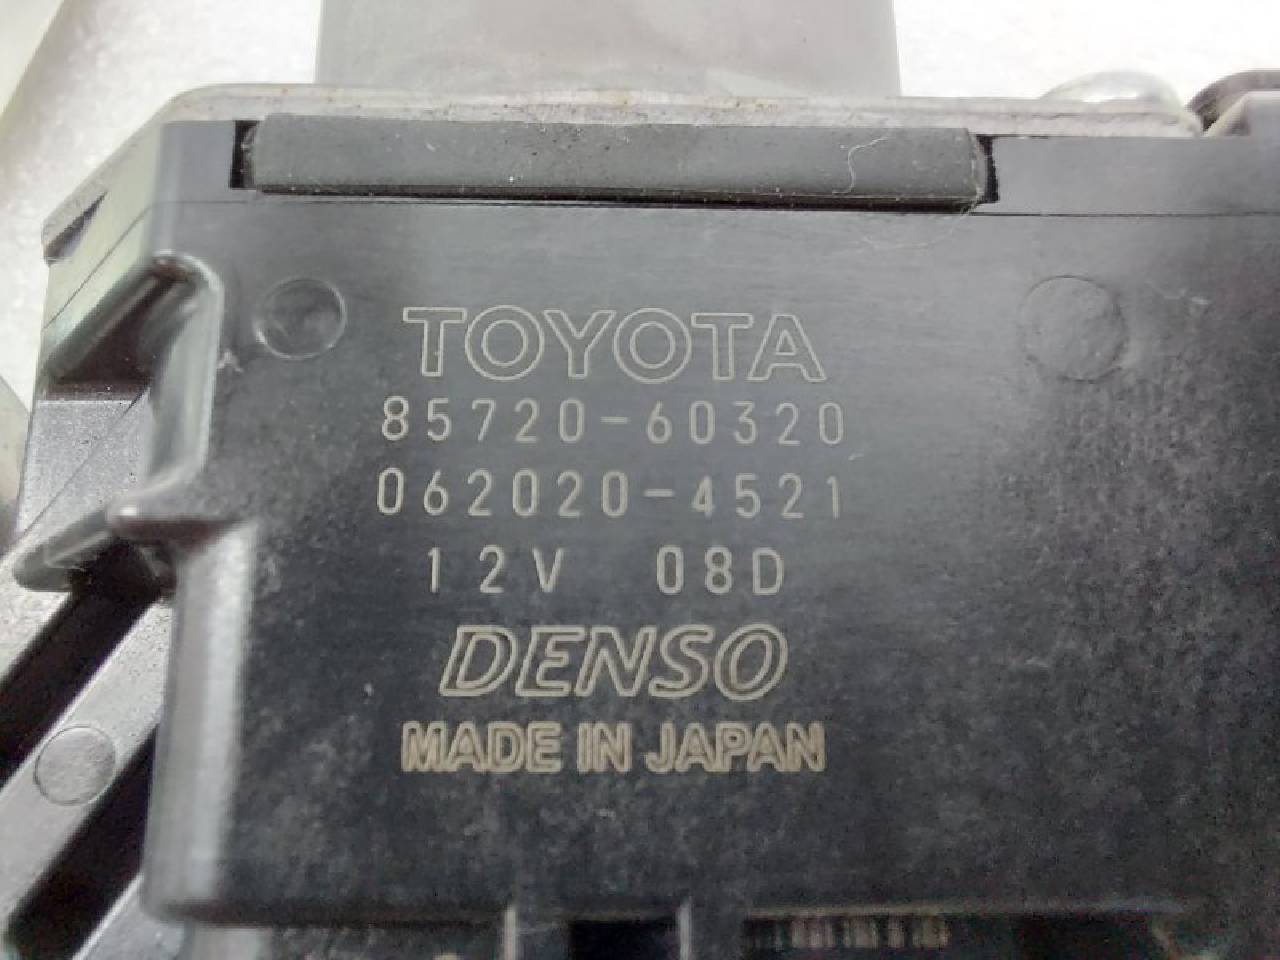 TOYOTA
85720-60320
062020-4521
12V 08D
DENSO
MADE IN JAPAN